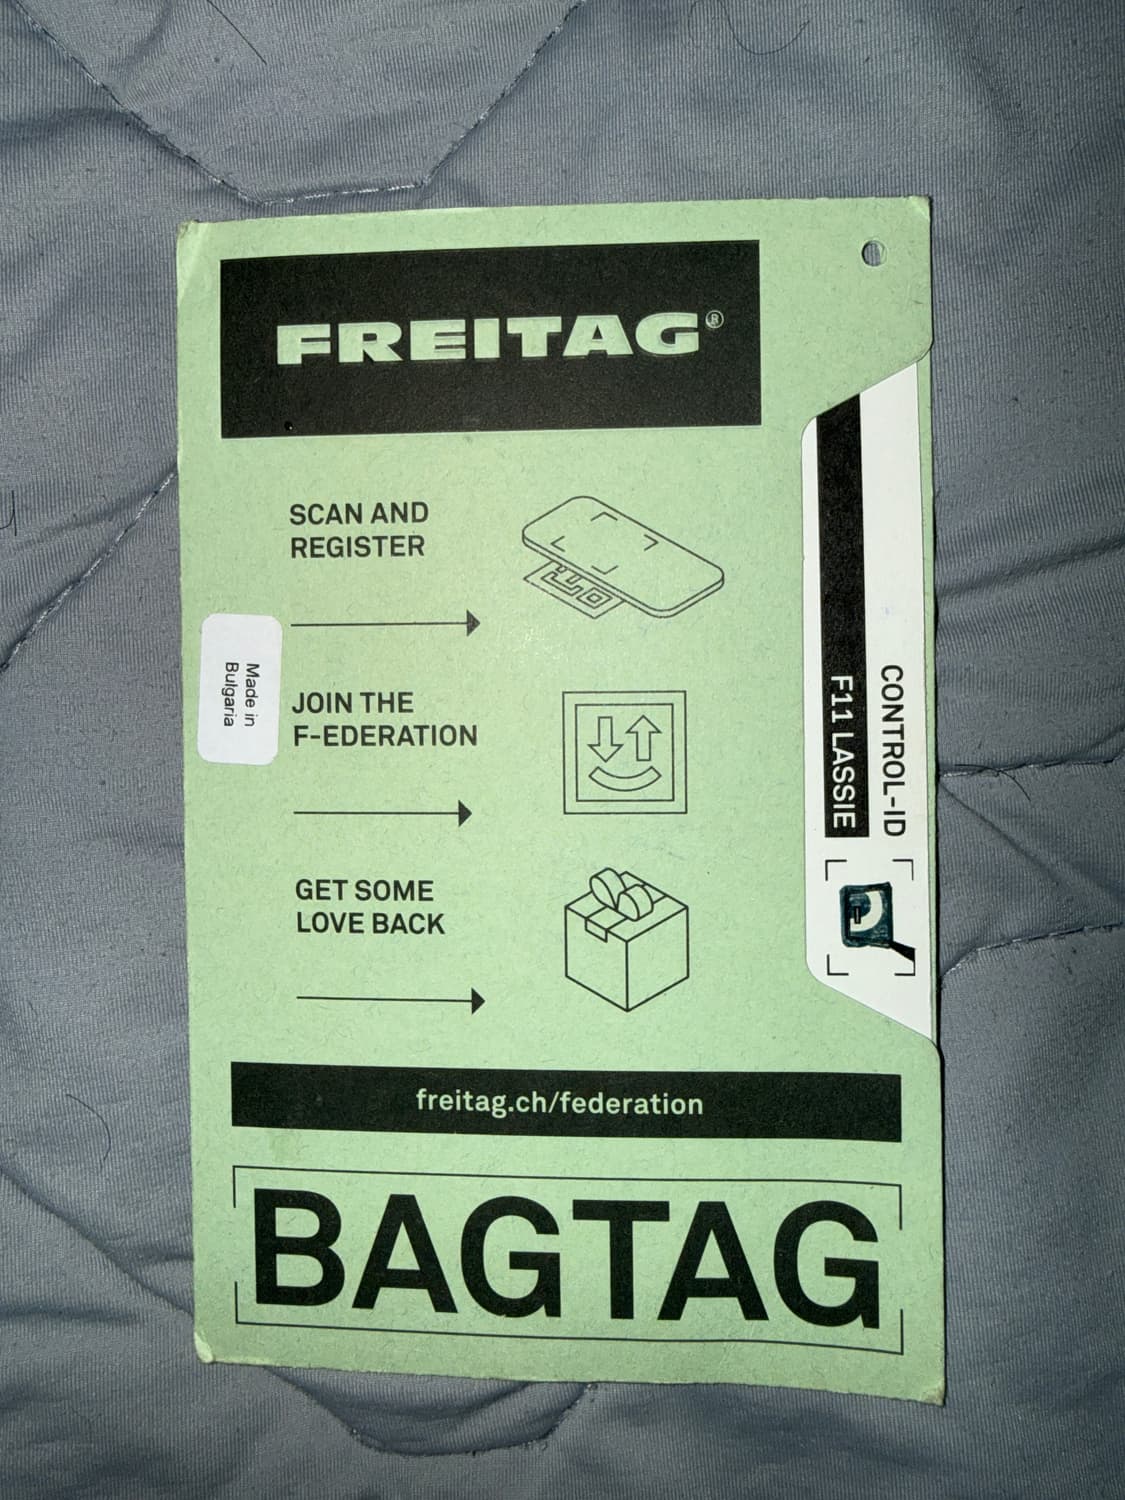 FREITAG®
SCAN AND
REGISTER
JOIN THE
F-EDERATION
GET SOME
LOVE BACK
Made in
Bulgaria
CONTROL-ID
F11 LASSIE
freitag.ch/federation
BAGTAG